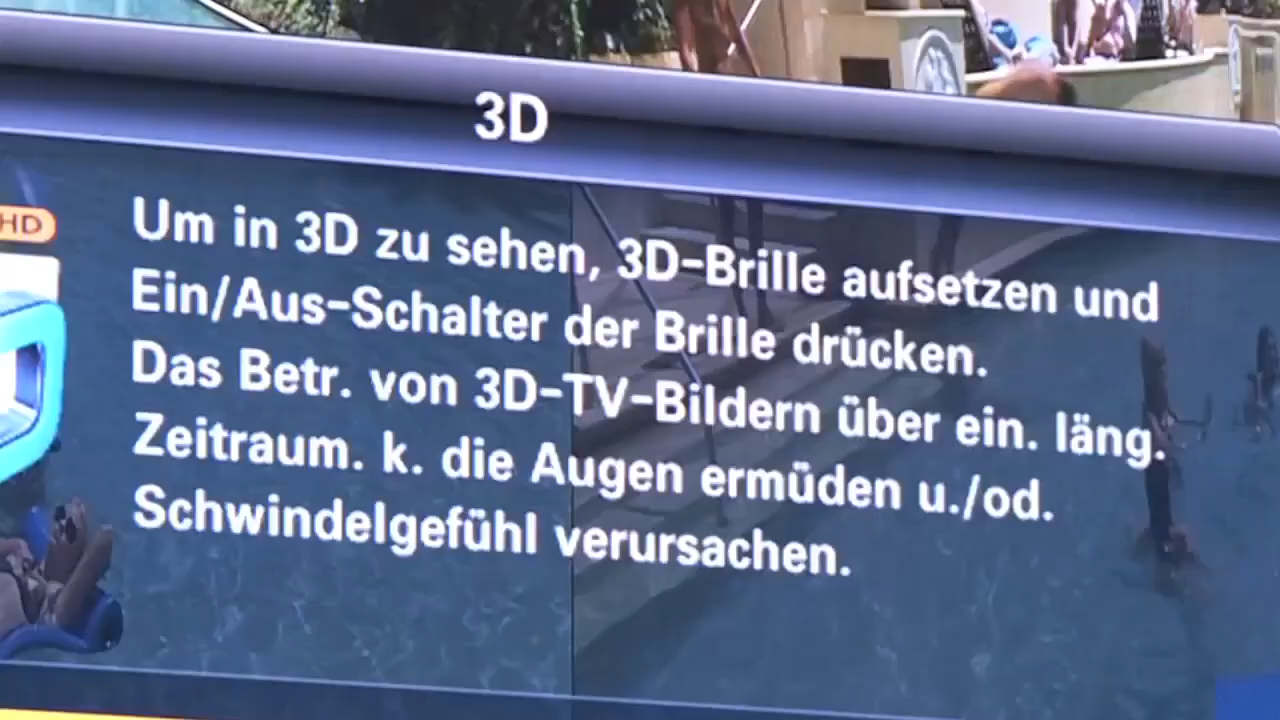 3D
HD
Um in 3D zu sehen, 3D-Brille aufsetzen und
Ein/Aus-Schalter der Brille drücken.
Das Betr. von 3D-TV-Bildern über ein. läng.
Zeitraum. k. die Augen ermüden u./od.
Schwindelgefühl verursachen.